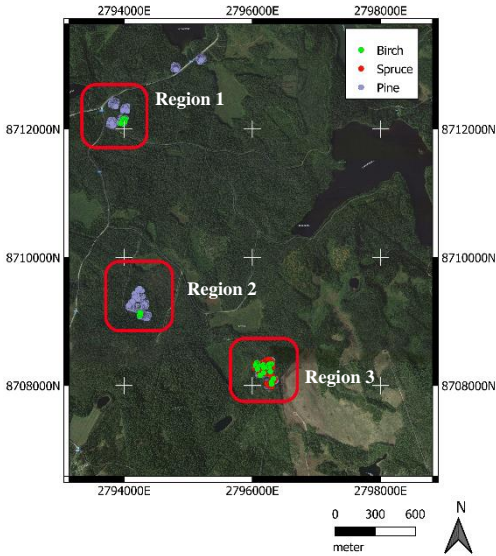 2794000E 2796000E 2798000E
Birch
Spruce
Pine
Region 1
8712000N 8712000N
8710000N 8710000N
Region 2
Region 3
8708000N 8708000N
2794000E 2796000E 2798000E
N
0 300 600
meter